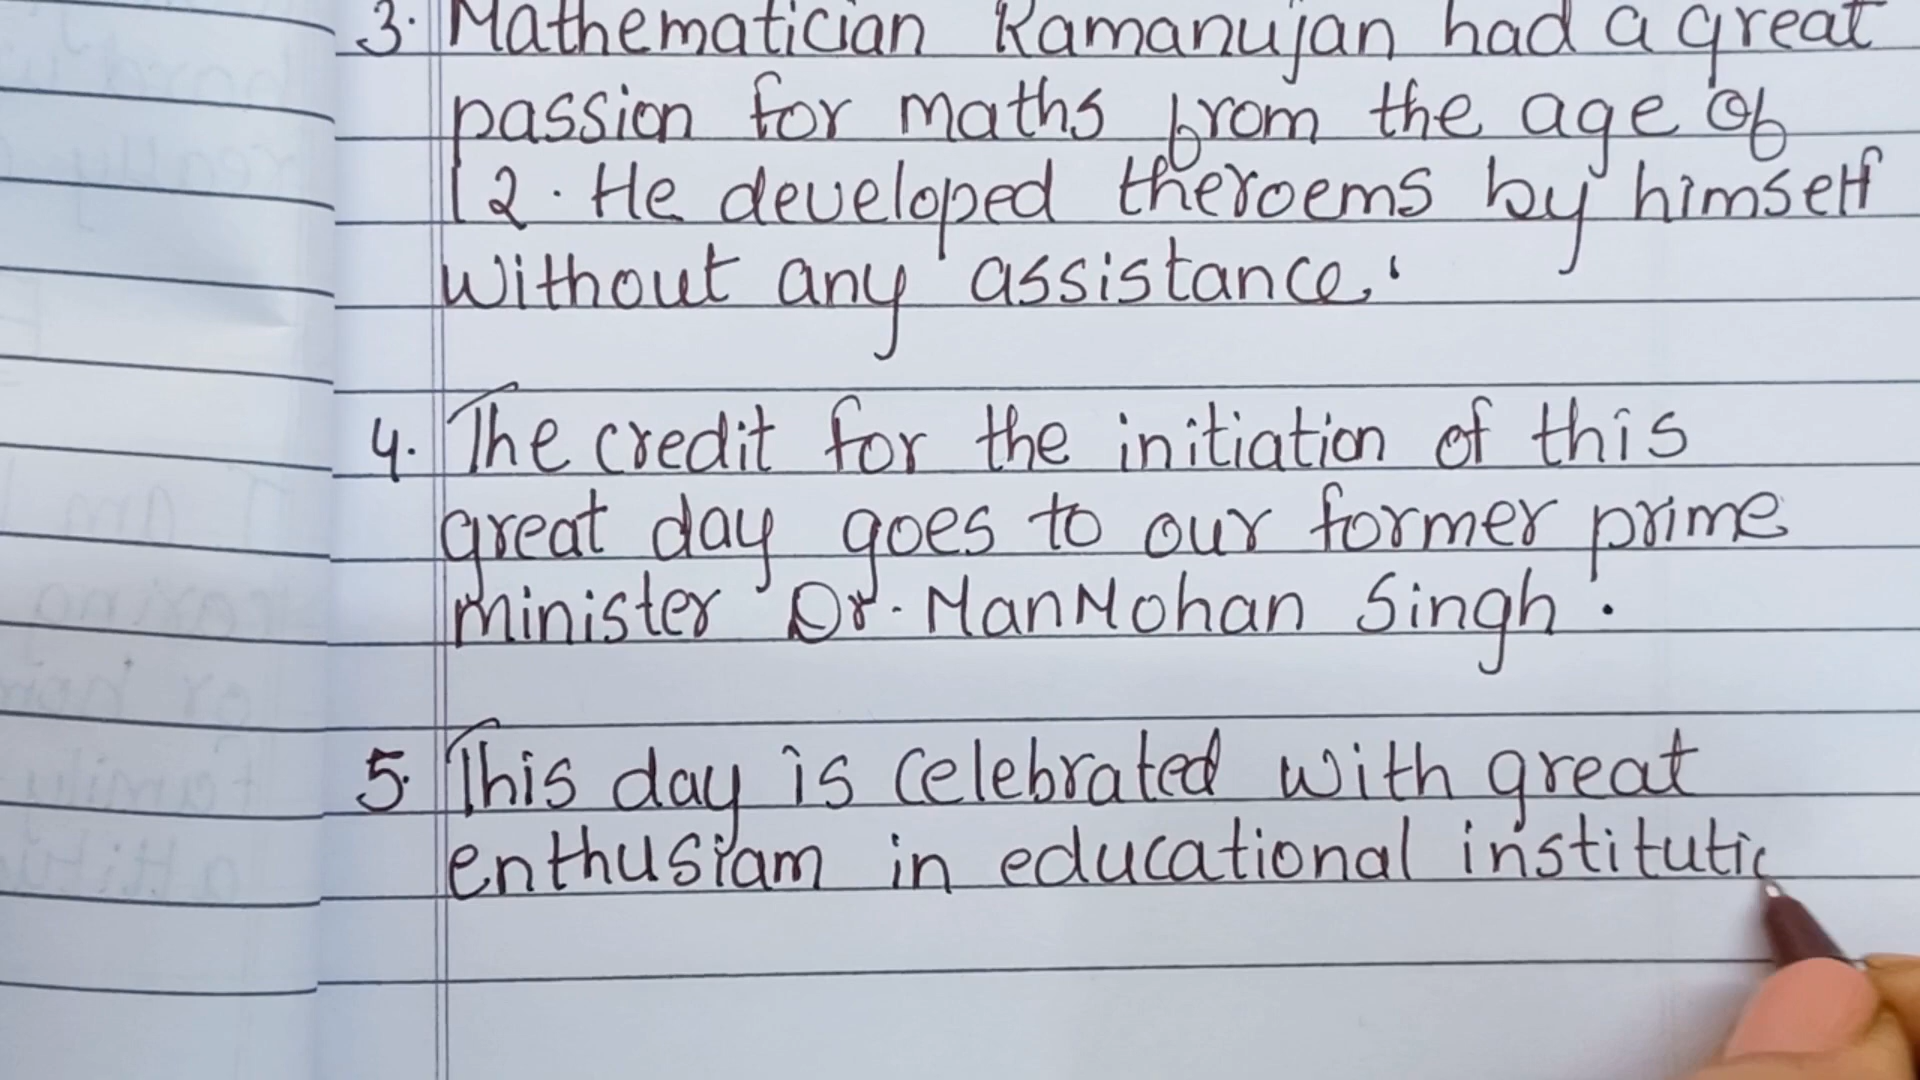 3. Mathematician Ramanujan had a great
passion for maths from the age of
12. He developed theroems by himself
without any assistance.
4. The credit for the initiation of this
great day goes to our former prime
minister Dr. ManMohan Singh.
5. This day is celebrated with great
enthusiam in educational institutio